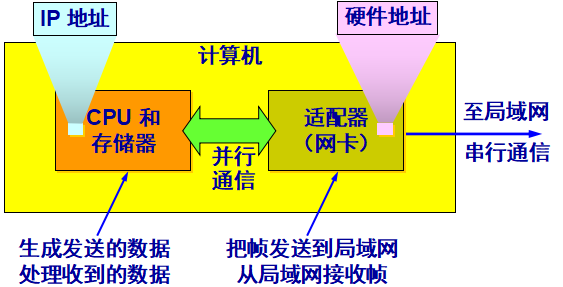 IP 地址
硬件地址
计算机
CPU 和
存储器
并行
通信
适配器
（网卡）
至局域网
串行通信
生成发送的数据
处理收到的数据
把帧发送到局域网
从局域网接收帧